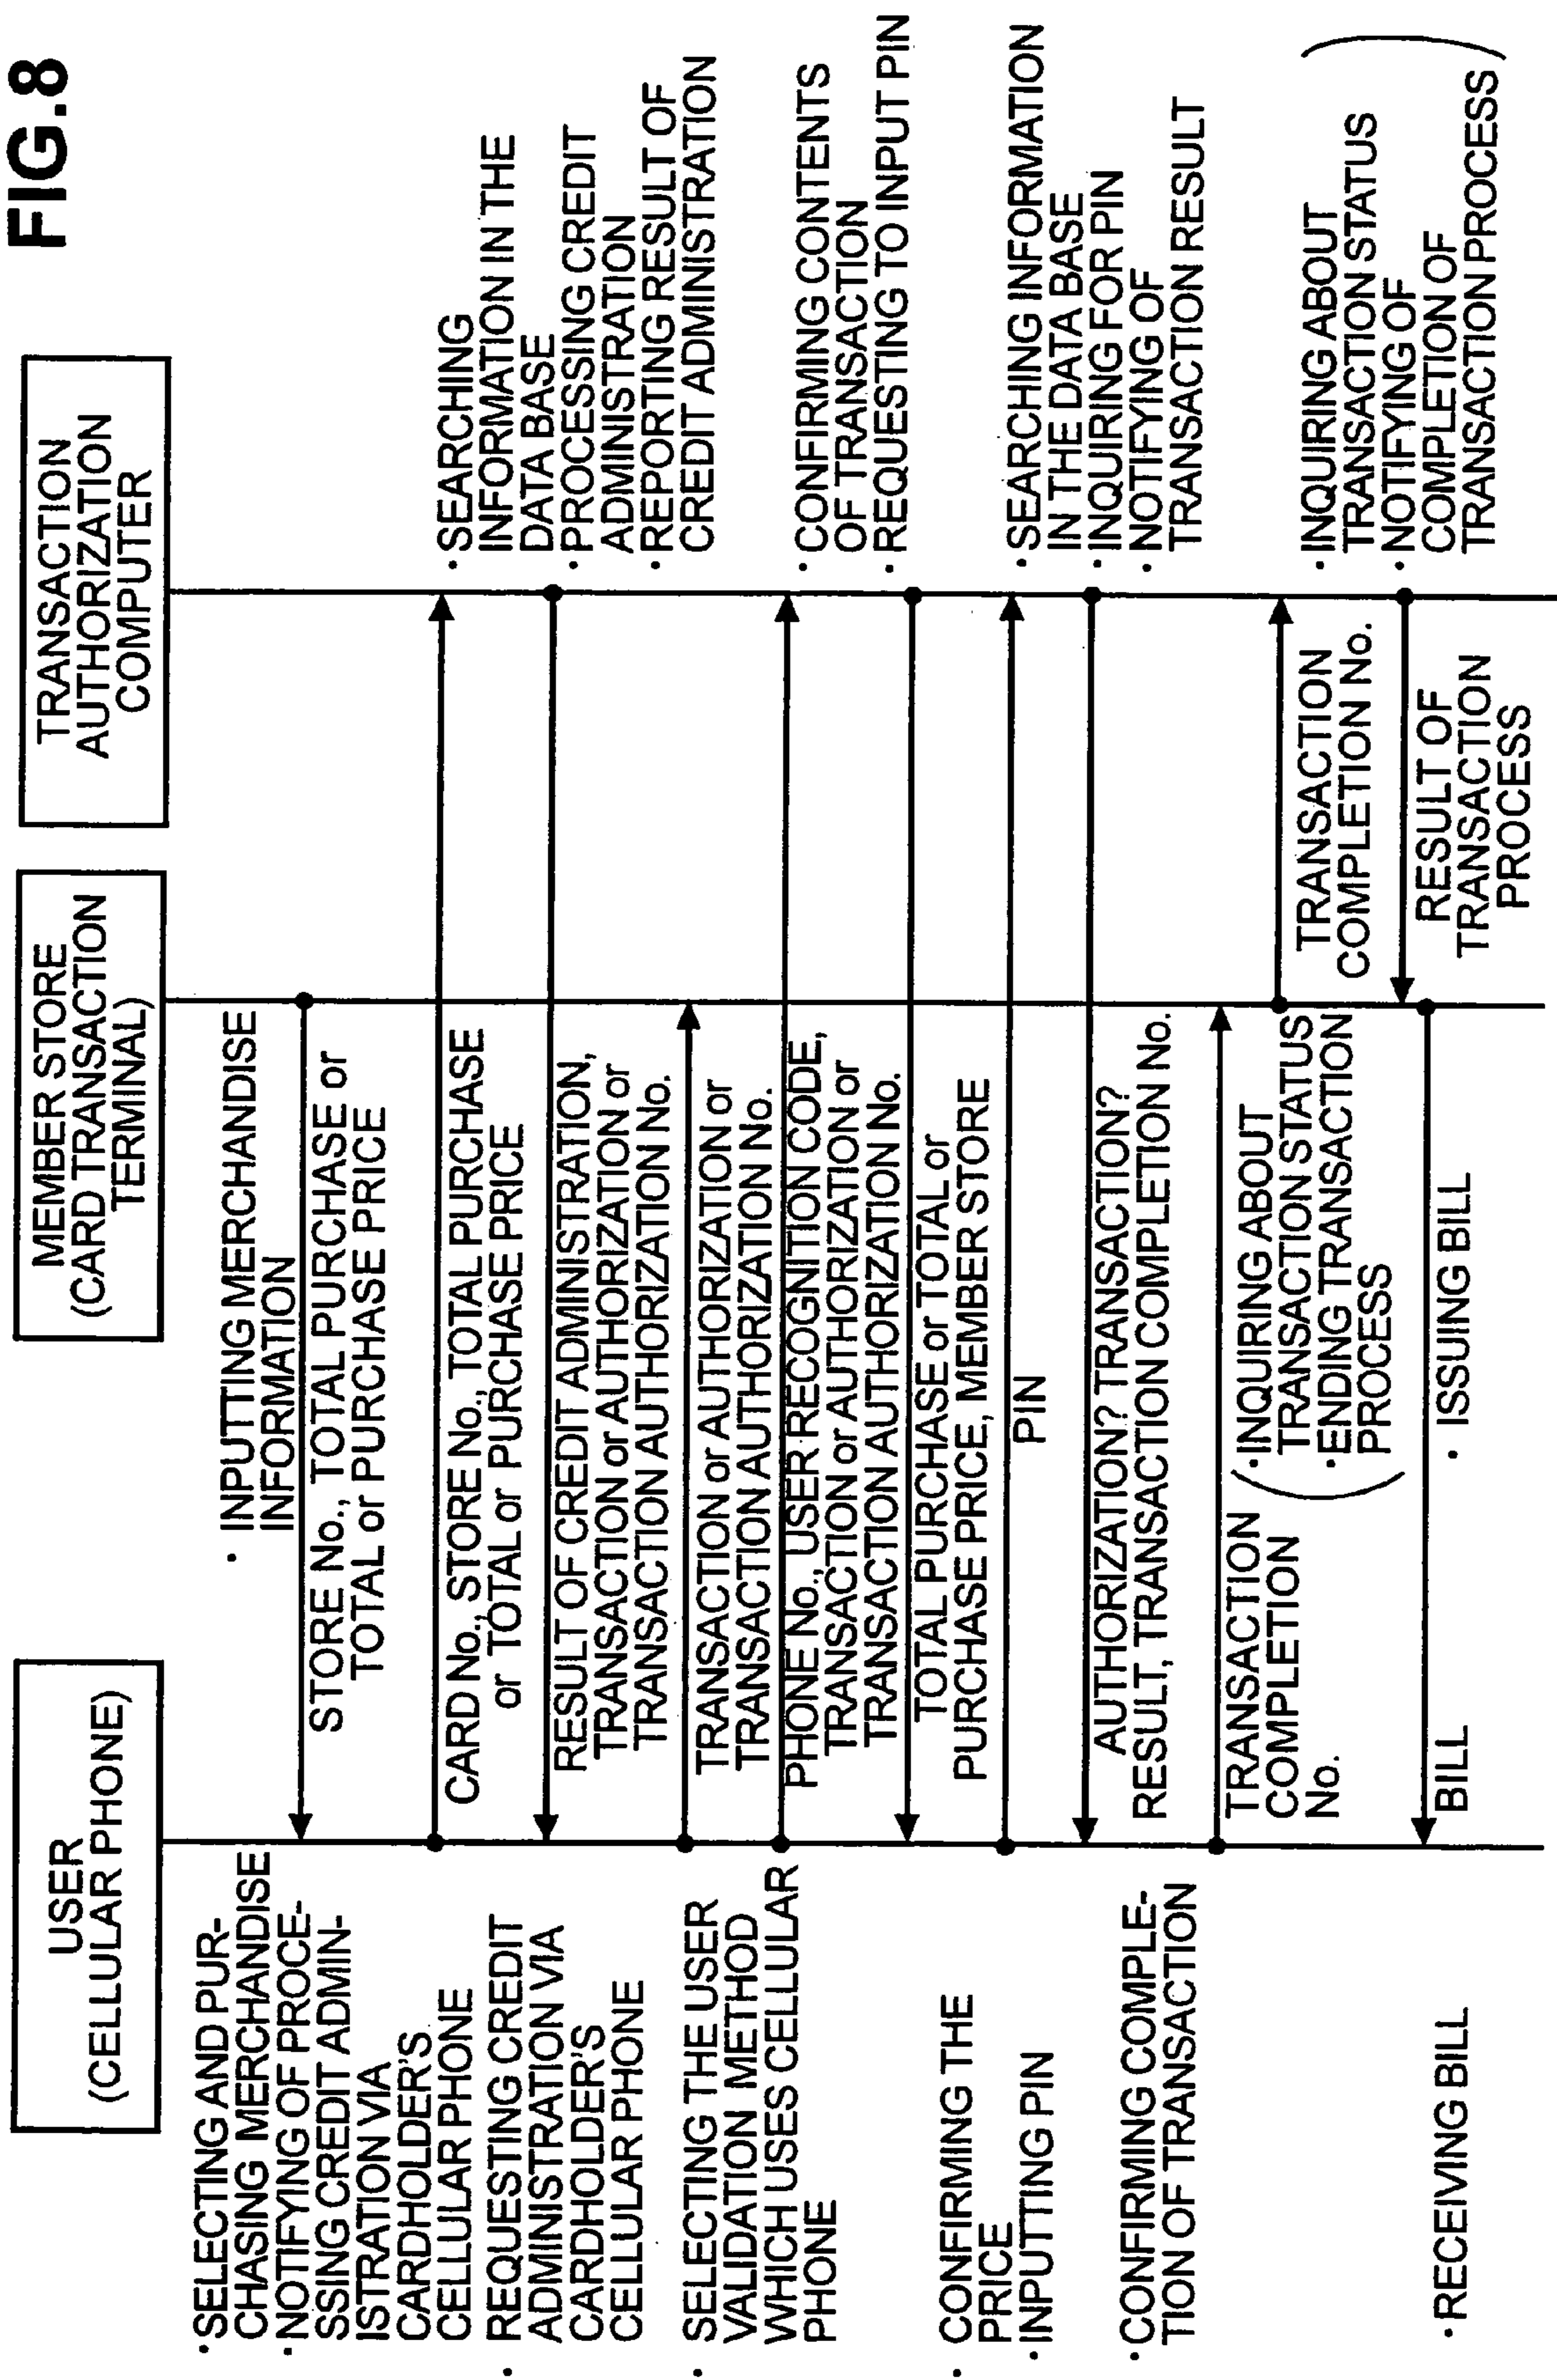 FIG.8
USER
(CELLULAR PHONE)
MEMBER STORE
(CARD TRANSACTION
TERMINAL)
TRANSACTION
AUTHORIZATION
COMPUTER
· SELECTING AND PUR-
CHASING MERCHANDISE
· NOTIFYING OF PROCE-
SSING CREDIT ADMIN-
ISTRATION VIA
CARDHOLDER'S
CELLULAR PHONE
· REQUESTING CREDIT
ADMINISTRATION VIA
CARDHOLDER'S
CELLULAR PHONE
· SELECTING THE USER
VALIDATION METHOD
WHICH USES CELLULAR
PHONE
· CONFIRMING THE
PRICE
· INPUTTING PIN
· CONFIRMING COMPLE-
TION OF TRANSACTION
· RECEIVING BILL
· INPUTTING MERCHANDISE
INFORMATION
STORE No., TOTAL PURCHASE or
TOTAL or PURCHASE PRICE
CARD No., STORE No., TOTAL PURCHASE
or TOTAL or PURCHASE PRICE
RESULT OF CREDIT ADMINISTRATION,
TRANSACTION or AUTHORIZATION or
TRANSACTION AUTHORIZATION No.
TRANSACTION or AUTHORIZATION or
TRANSACTION AUTHORIZATION No.
PHONE No., USER RECOGNITION CODE,
TRANSACTION or AUTHORIZATION or
TRANSACTION AUTHORIZATION No.
TOTAL PURCHASE or TOTAL or
PURCHASE PRICE, MEMBER STORE
PIN
AUTHORIZATION? TRANSACTION?
RESULT, TRANSACTION COMPLETION No.
TRANSACTION
COMPLETION
No.
( · INQUIRING ABOUT
TRANSACTION STATUS
· ENDING TRANSACTION
PROCESS )
BILL
· ISSUING BILL
TRANSACTION
COMPLETION No.
RESULT OF
TRANSACTION
PROCESS
· SEARCHING
INFORMATION IN THE
DATA BASE
· PROCESSING CREDIT
ADMINISTRATION
· REPORTING RESULT OF
CREDIT ADMINISTRATION
· CONFIRMING CONTENTS
OF TRANSACTION
· REQUESTING TO INPUT PIN
· SEARCHING INFORMATION
IN THE DATA BASE
· INQUIRING FOR PIN
· NOTIFYING OF
TRANSACTION RESULT
· INQUIRING ABOUT
TRANSACTION STATUS
· NOTIFYING OF
COMPLETION OF
TRANSACTION PROCESS )